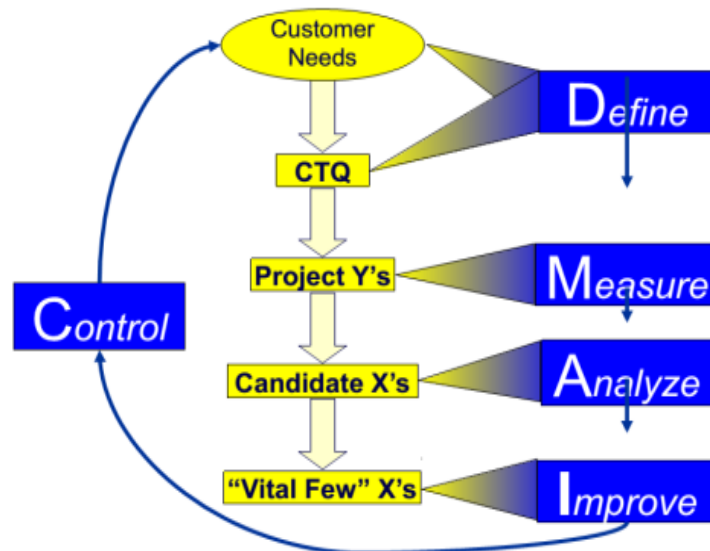 Customer
Needs
Define
CTQ
Project Y's
Measure
Control
Candidate X's
Analyze
“Vital Few” X's
Improve